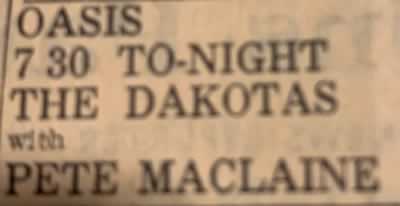 OASIS
7 30 TO-NIGHT
THE DAKOTAS
with
PETE MACLAINE